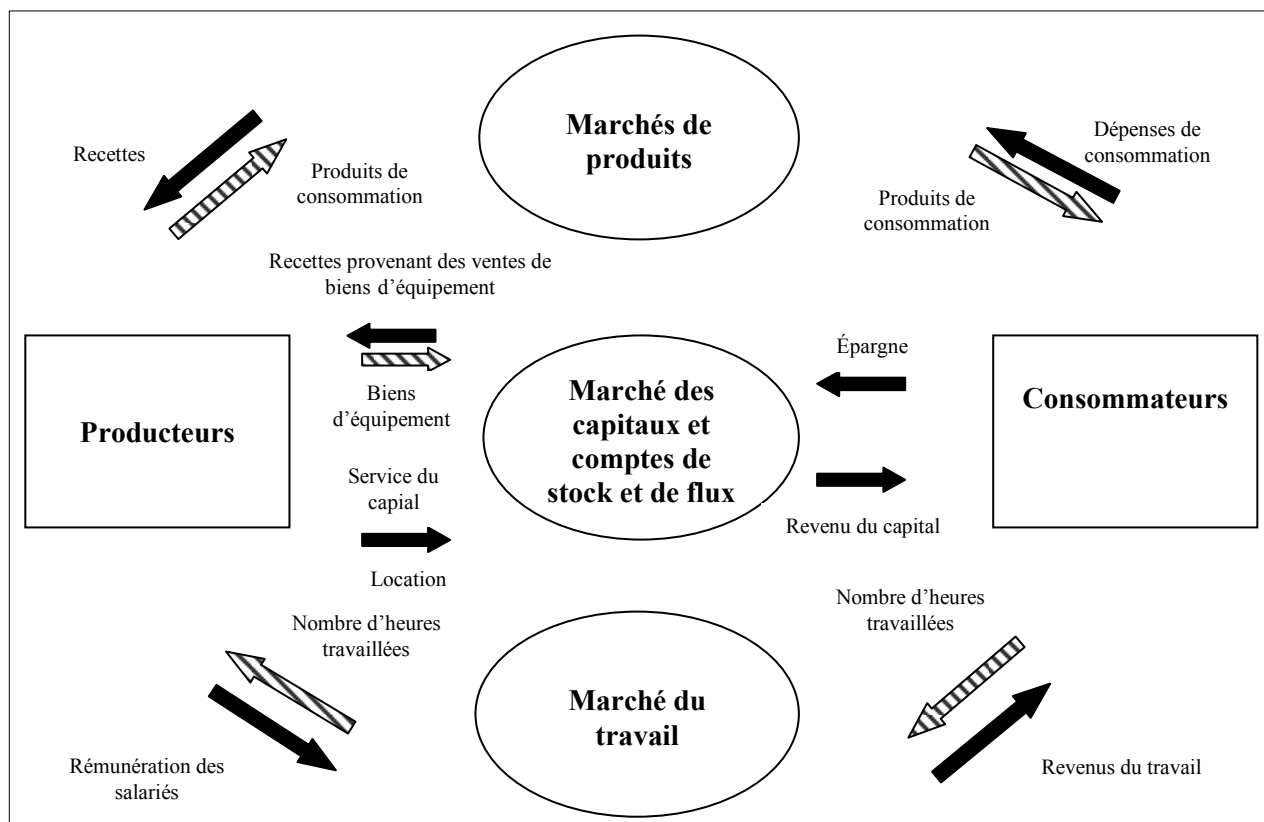 Marchés de
produits
Recettes
Produits de
consommation
Dépenses de
consommation
Produits de
consommation
Recettes provenant des ventes de
biens d’équipement
Biens
d’équipement
Épargne
Producteurs
Marché des
capitaux et
comptes de
stock et de flux
Consommateurs
Service du
capial
Location
Revenu du capital
Nombre d’heures
travaillées
Nombre d’heures
travaillées
Marché du
travail
Rémunération des
salariés
Revenus du travail